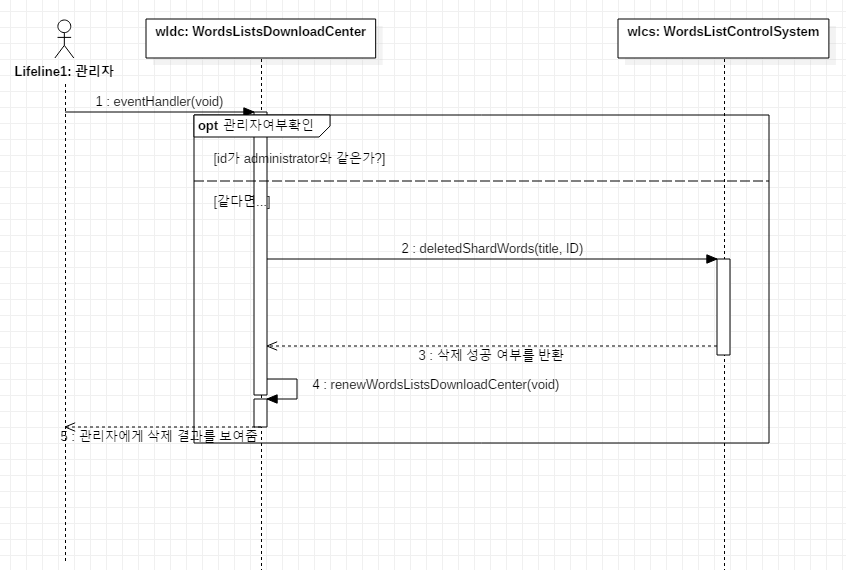 wldc: WordsListsDownloadCenter
wlcs: WordsListControlSystem
Lifeline1: 관리자
1 : eventHandler(void)
opt 관리자여부확인
[id가 administrator와 같은가?]
[같다면...]
2 : deletedShardWords(title, ID)
3 : 삭제 성공 여부를 반환
4 : renewWordsListsDownloadCenter(void)
5 : 관리자에게 삭제 결과를 보여줌